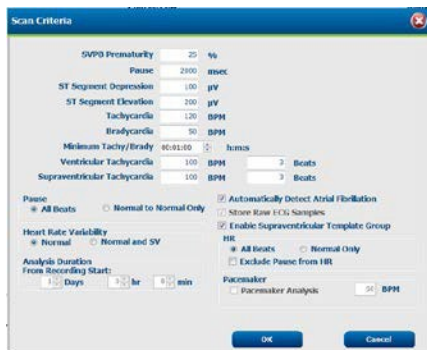 Scan Criteria
SVPB Prematurity 25 %
Pause 2000 msec
ST Segment Depression 100 µV
ST Segment Elevation 200 µV
Tachycardia 120 BPM
Bradycardia 50 BPM
Minimum Tachy/Brady 00:01:00 h:m:s
Ventricular Tachycardia 100 BPM 3 Beats
Supraventricular Tachycardia 100 BPM 3 Beats
Pause
All Beats Normal to Normal Only
Heart Rate Variability
Normal Normal and SV
Analysis Duration
From Recording Start:
Days hr min
Automatically Detect Atrial Fibrillation
Store Raw ECG Samples
Enable Supraventricular Template Group
HR
All Beats Normal Only
Exclude Pause from HR
Pacemaker
Pacemaker Analysis 50 BPM
OK Cancel